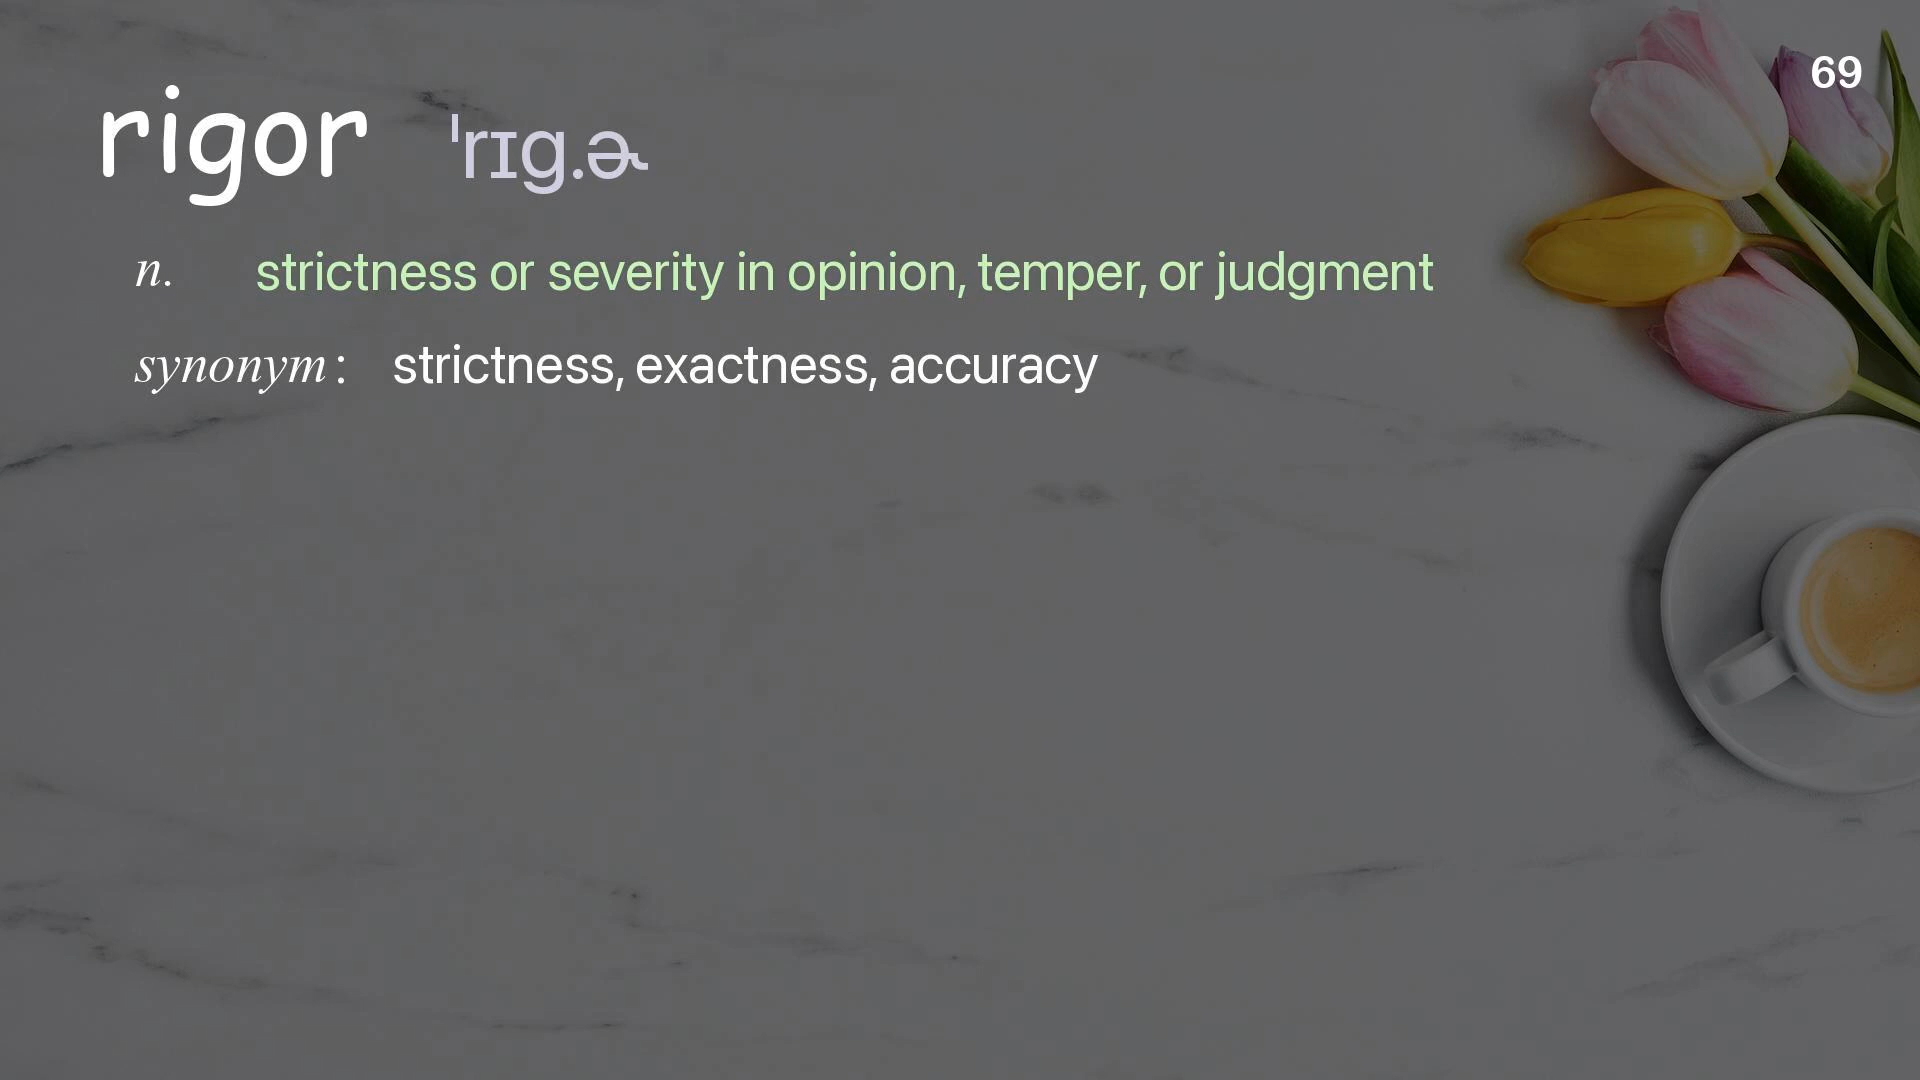 69
rigor ˈrɪg.ɚ
n. strictness or severity in opinion, temper, or judgment
synonym : strictness, exactness, accuracy